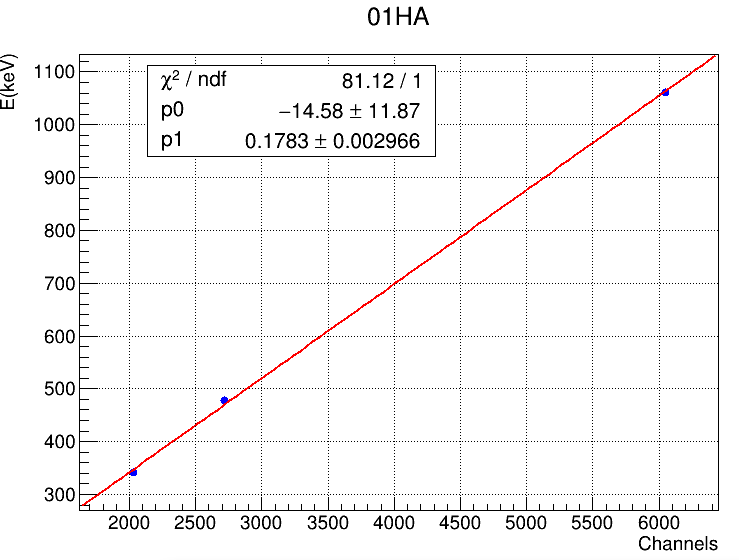 01HA
E(keV)
χ² / ndf 81.12 / 1
p0 −14.58 ± 11.87
p1 0.1783 ± 0.002966
1100
1000
900
800
700
600
500
400
300
2000 2500 3000 3500 4000 4500 5000 5500 6000
Channels